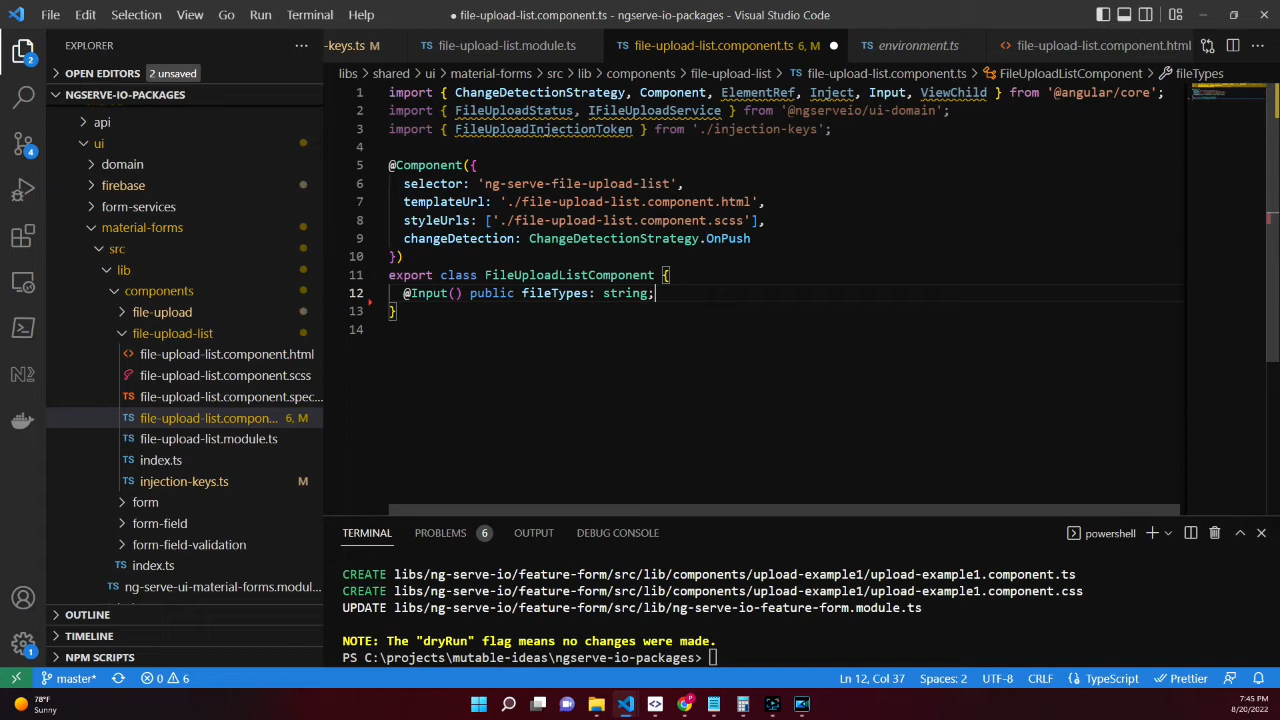 File Edit Selection View Go Run Terminal Help
● file-upload-list.component.ts - ngserve-io-packages - Visual Studio Code
EXPLORER
-keys.ts M
file-upload-list.module.ts
file-upload-list.component.ts 6, M
environment.ts
file-upload-list.component.html
OPEN EDITORS 2 unsaved
libs > shared > ui > material-forms > src > lib > components > file-upload-list > TS file-upload-list.component.ts > FileUploadListComponent > fileTypes
NGSERVE-IO-PACKAGES
api
ui
domain
firebase
form-services
material-forms
src
lib
components
file-upload
file-upload-list
file-upload-list.component.html
file-upload-list.component.scss
file-upload-list.component.spec...
TS file-upload-list.compon... 6, M
TS file-upload-list.module.ts
TS index.ts
TS injection-keys.ts M
form
form-field
form-field-validation
TS index.ts
TS ng-serve-ui-material-forms.modul...
OUTLINE
TIMELINE
NPM SCRIPTS
1 import { ChangeDetectionStrategy, Component, ElementRef, Inject, Input, ViewChild } from '@angular/core';
2 import { FileUploadStatus, IFileUploadService } from '@ngserveio/ui-domain';
3 import { FileUploadInjectionToken } from './injection-keys';
4
5 @Component({
6 selector: 'ng-serve-file-upload-list',
7 templateUrl: './file-upload-list.component.html',
8 styleUrls: ['./file-upload-list.component.scss'],
9 changeDetection: ChangeDetectionStrategy.OnPush
10 })
11 export class FileUploadListComponent {
12 @Input() public fileTypes: string;
13 }
14
TERMINAL PROBLEMS 6 OUTPUT DEBUG CONSOLE
powershell
CREATE libs/ng-serve-io/feature-form/src/lib/components/upload-example1/upload-example1.component.ts
CREATE libs/ng-serve-io/feature-form/src/lib/components/upload-example1/upload-example1.component.css
UPDATE libs/ng-serve-io/feature-form/src/lib/ng-serve-io-feature-form.module.ts
NOTE: The "dryRun" flag means no changes were made.
PS C:\projects\mutable-ideas\ngserve-io-packages>
master* 0 6
Ln 12, Col 37 Spaces: 2 UTF-8 CRLF TypeScript Prettier
78°F
Sunny
7:45 PM
8/20/2022